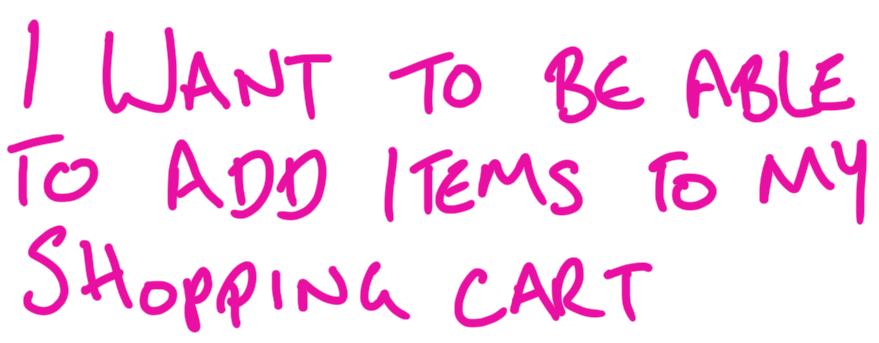 I WANT TO BE ABLE
TO ADD ITEMS TO MY
SHOPPING CART